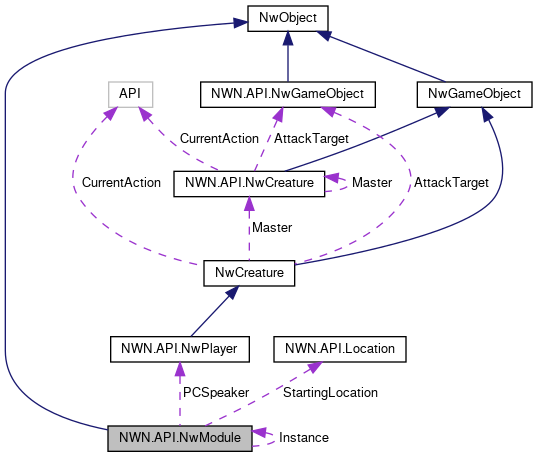 NwObject
API
NWN.API.NwGameObject
NwGameObject
CurrentAction
AttackTarget
NWN.API.NwCreature
Master
CurrentAction
AttackTarget
Master
NwCreature
NWN.API.NwPlayer
NWN.API.Location
PCSpeaker
StartingLocation
NWN.API.NwModule
Instance